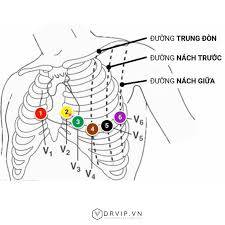 ĐƯỜNG TRUNG ĐÒN
ĐƯỜNG NÁCH TRƯỚC
ĐƯỜNG NÁCH GIỮA
1
2
3
4
5
6
V1
V2
V3
V4
V5
V6
DRVIP.VN